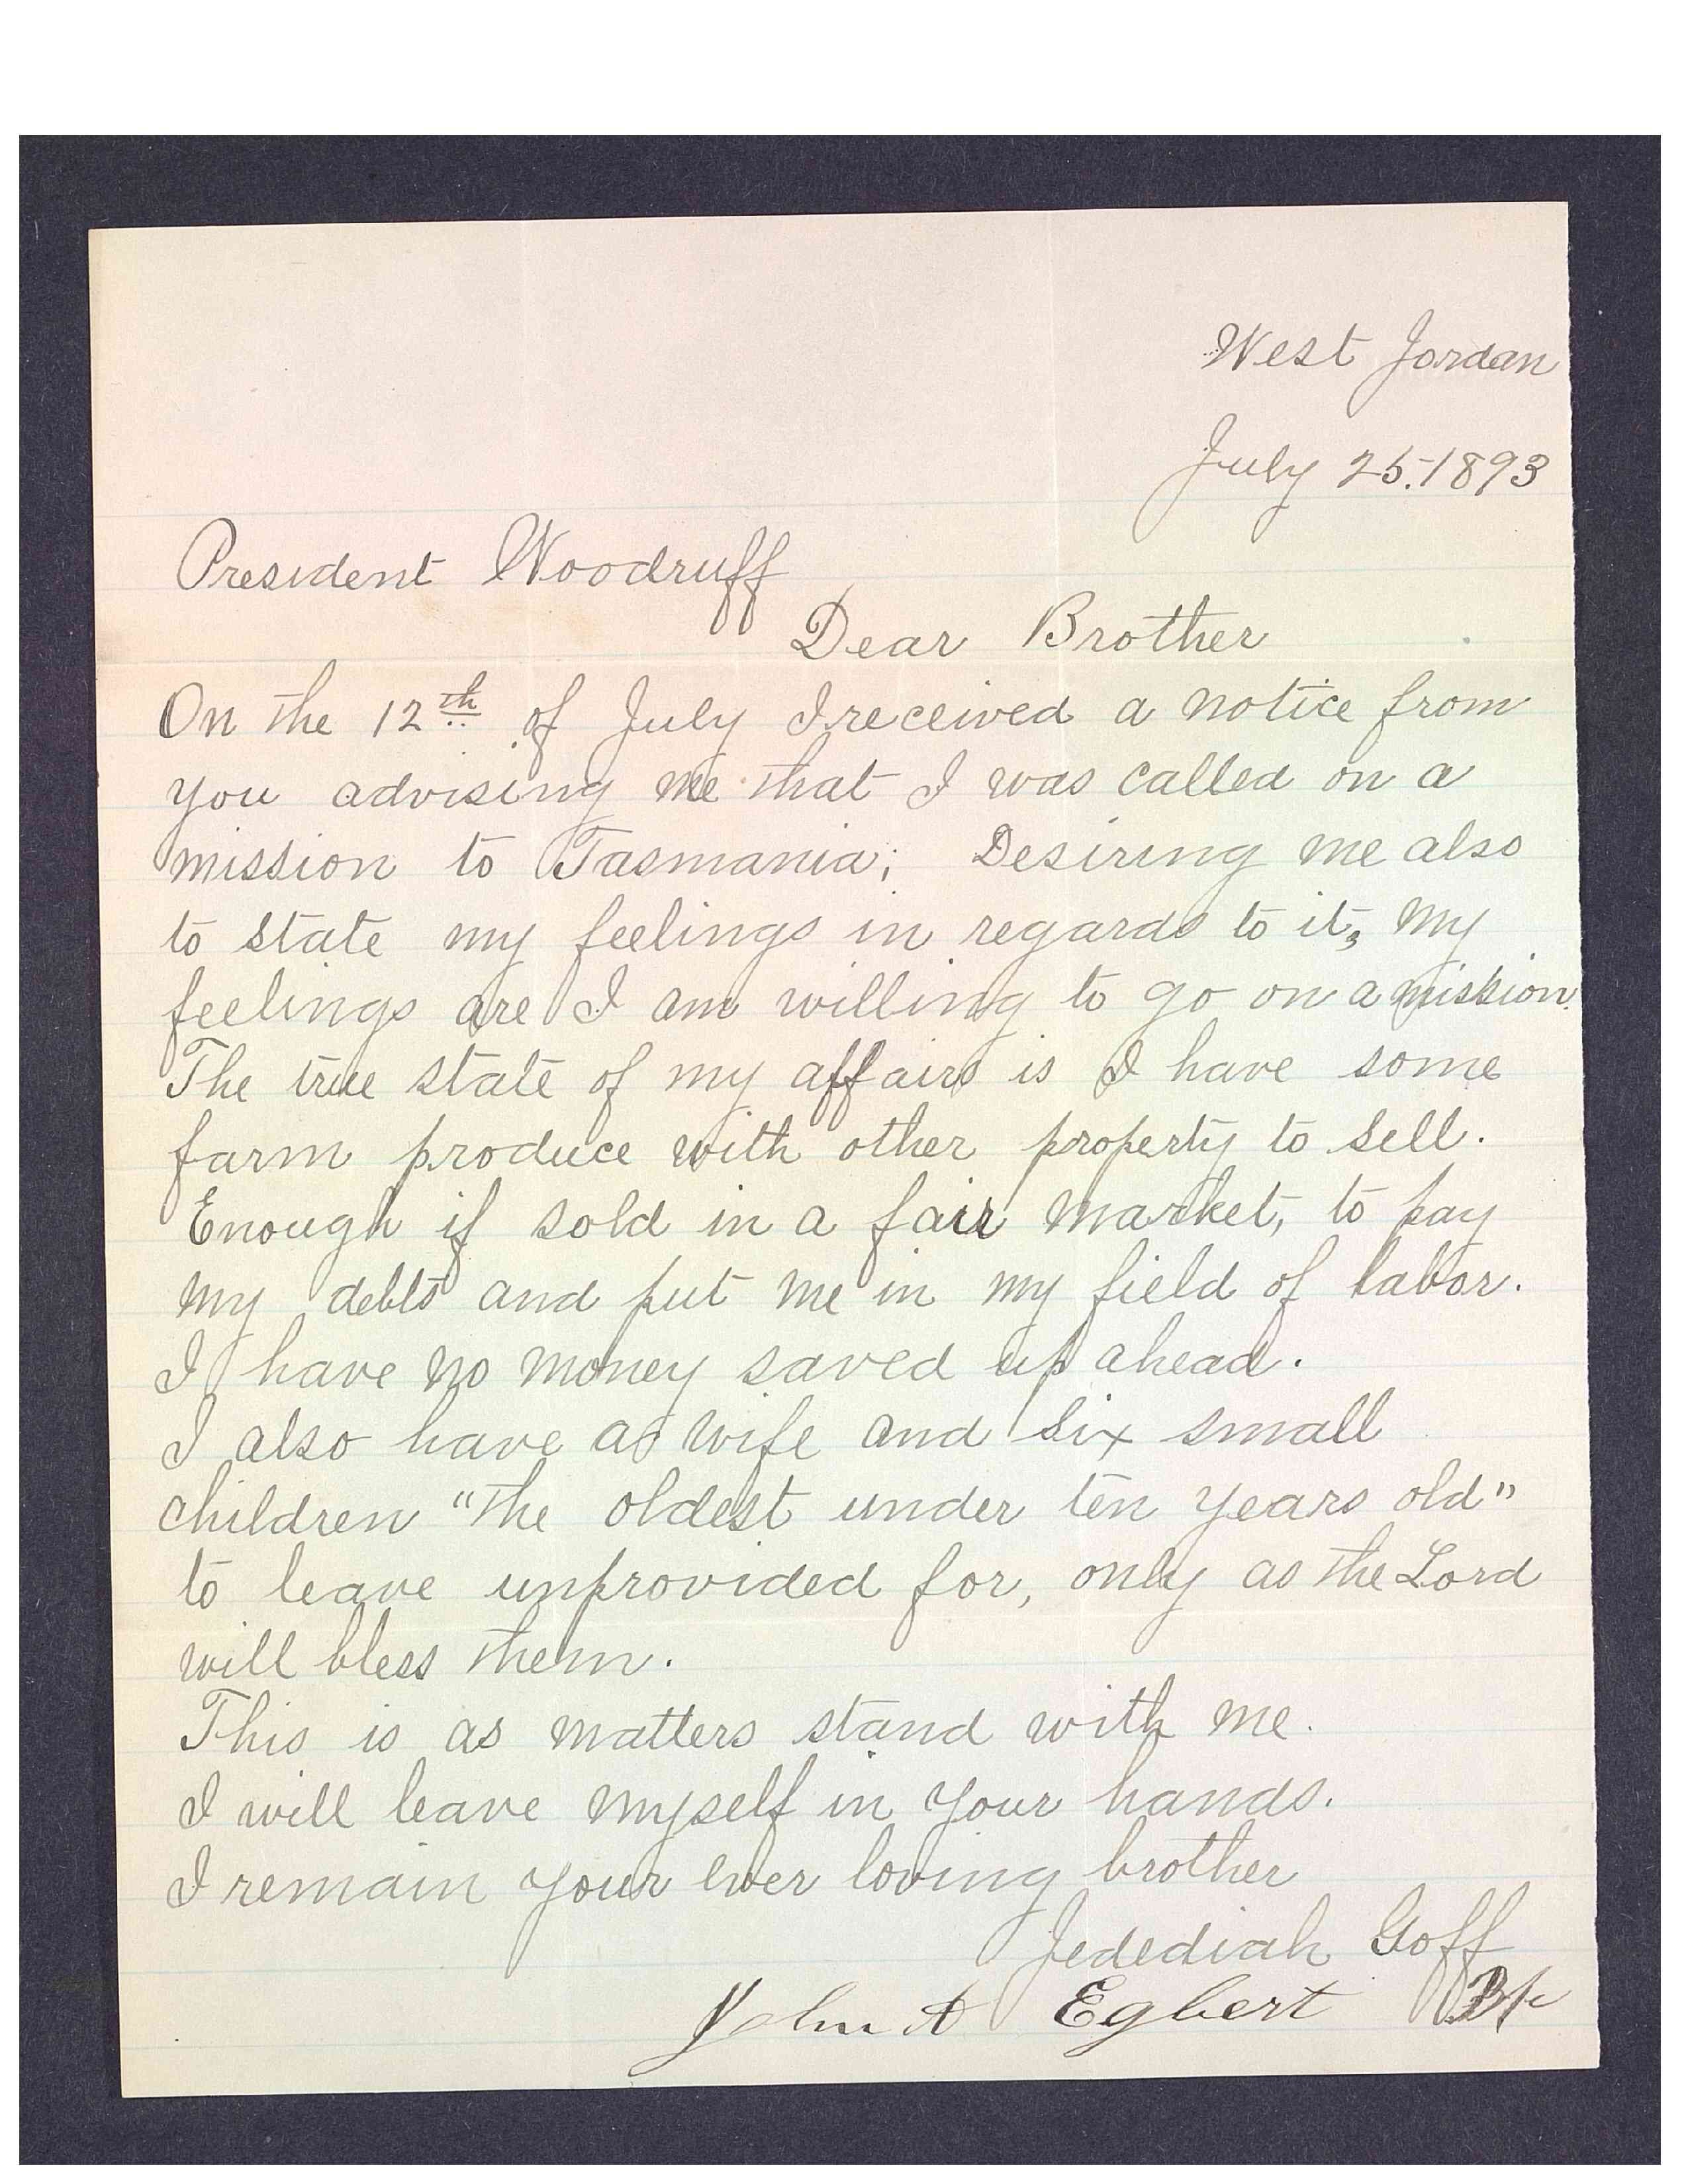 West Jordan
July 25. 1893
President Woodruff
Dear Brother
On the 12th of July I received a notice from
you advising me that I was called on a
mission to Tasmania; Desiring me also
to state my feelings in regards to it, my
feelings are I am willing to go on a mission.
The true state of my affairs is I have some
farm produce with other property to sell.
Enough if sold in a fair market, to pay
my debts and put me in my field of labor.
I have no money saved up ahead.
I also have a wife and six small
children "the oldest under ten years old"
to leave unprovided for, only as the Lord
will bless them.
This is as matters stand with me.
I will leave myself in your hands.
I remain your ever loving brother
Jedediah Goff
John A Egbert Bp